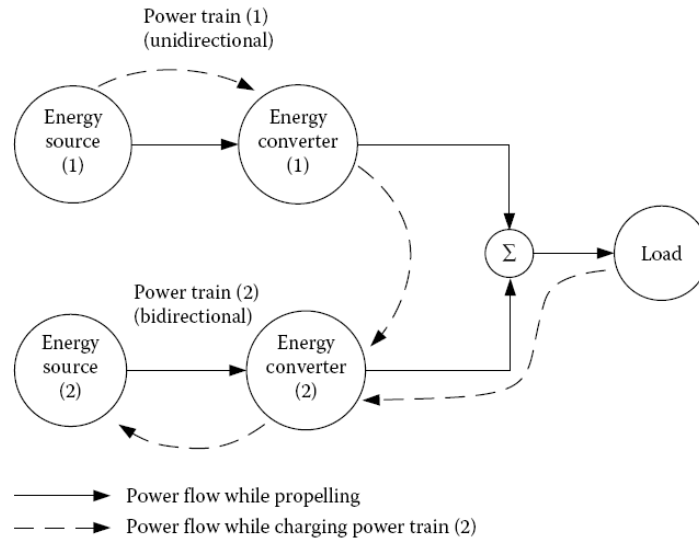 Power train (1)
(unidirectional)
Energy
source
(1)
Energy
converter
(1)
Σ
Load
Power train (2)
(bidirectional)
Energy
source
(2)
Energy
converter
(2)
Power flow while propelling
Power flow while charging power train (2)